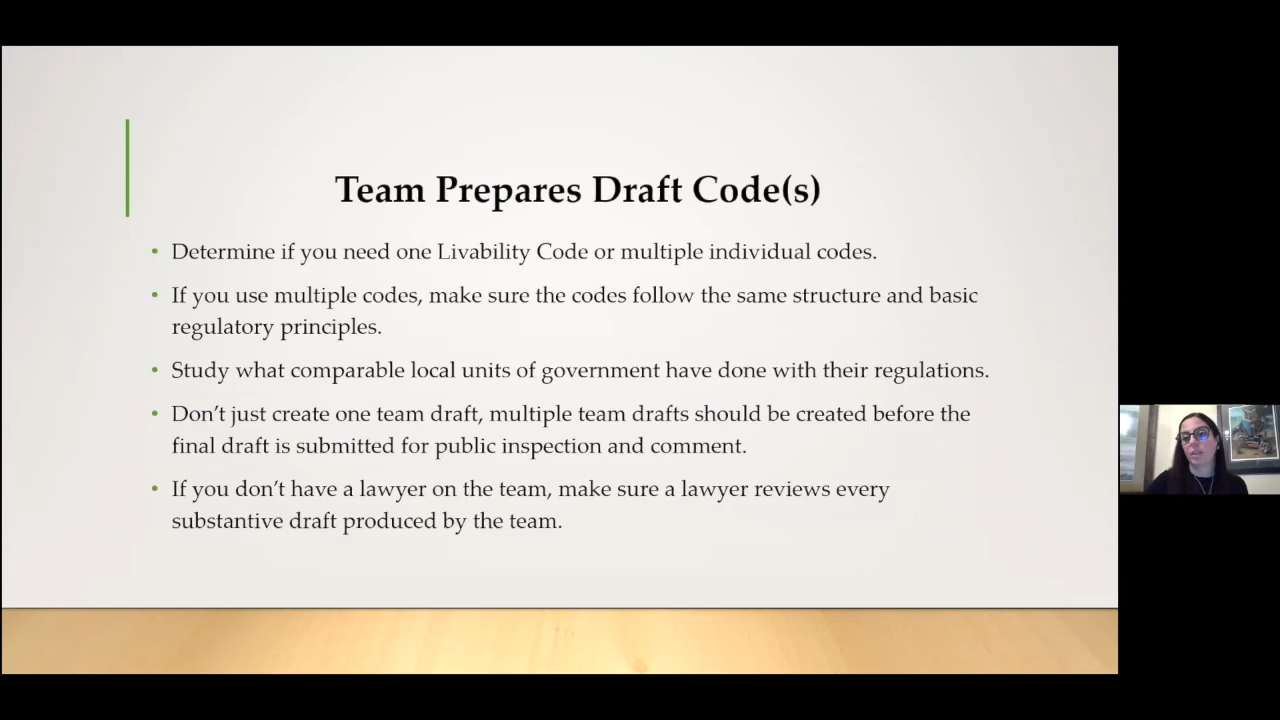 Team Prepares Draft Code(s)
• Determine if you need one Livability Code or multiple individual codes.
• If you use multiple codes, make sure the codes follow the same structure and basic
regulatory principles.
• Study what comparable local units of government have done with their regulations.
• Don’t just create one team draft, multiple team drafts should be created before the
final draft is submitted for public inspection and comment.
• If you don’t have a lawyer on the team, make sure a lawyer reviews every
substantive draft produced by the team.